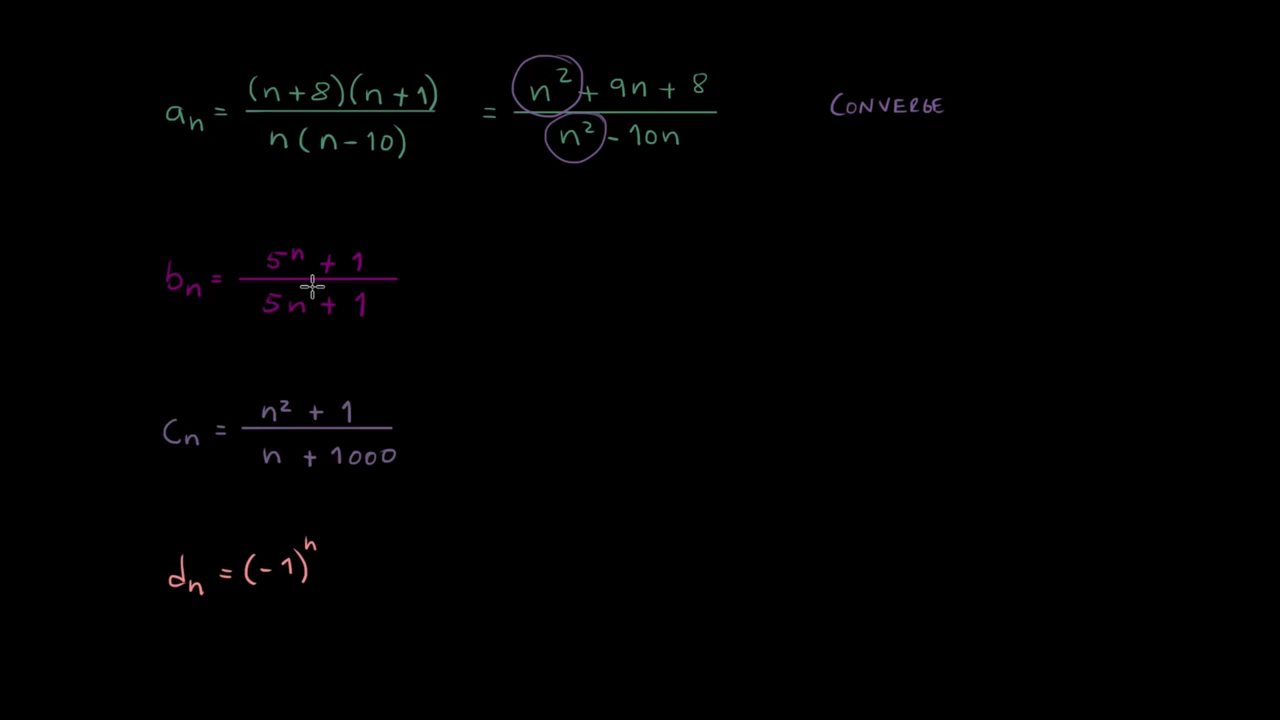 aₙ = (n+8)(n+1) / n(n-10) = n² + 9n + 8 / n² - 10n CONVERGE
bₙ = 5ⁿ + 1 / 5n + 1
cₙ = n² + 1 / n + 1000
dₙ = (-1)ⁿ